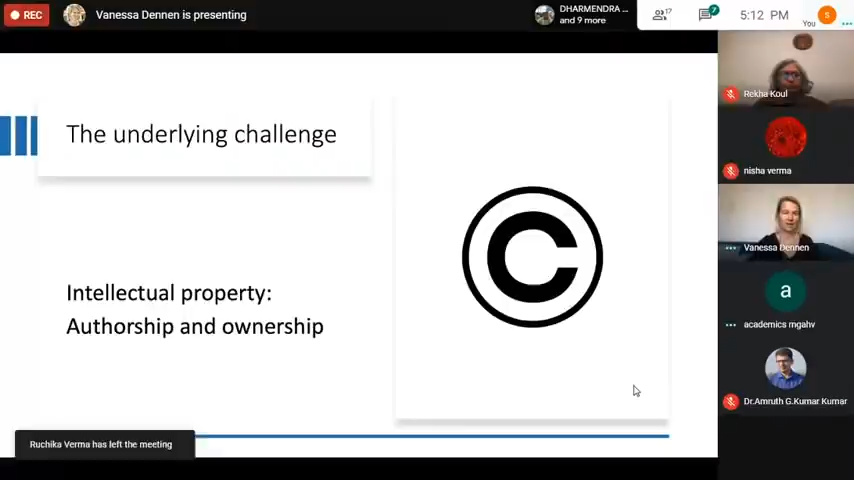 REC
Vanessa Dennen is presenting
DHARMENDRA ...
and 9 more
17
7
5:12 PM
You
S
The underlying challenge
Intellectual property:
Authorship and ownership
C
Ruchika Verma has left the meeting
Rekha Koul
nisha verma
Vanessa Dennen
a
academics mgahv
Dr.Amruth G.Kumar Kumar